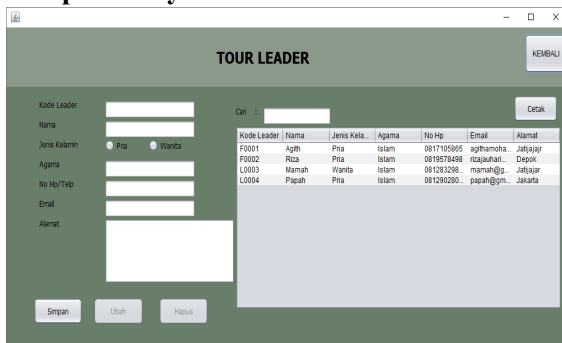 TOUR LEADER
KEMBALI
Kode Leader
Nama
Jenis Kelamin
Pria
Wanita
Agama
No Hp/Telp
Email
Alamat
Simpan
Ubah
Hapus
Cari :
Cetak
Kode Leader Nama Jenis Kela... Agama No Hp Email Alamat
F0001 Agith Pria Islam 0817105865 agithamoha... Jatijajajr
F0002 Riza Pria Islam 0819578498 rizajauhari... Depok
L0003 Mamah Wanita Islam 081283298... mamah@g... Jatijajar
L0004 Papah Pria Islam 081290280... papah@gm... Jakarta